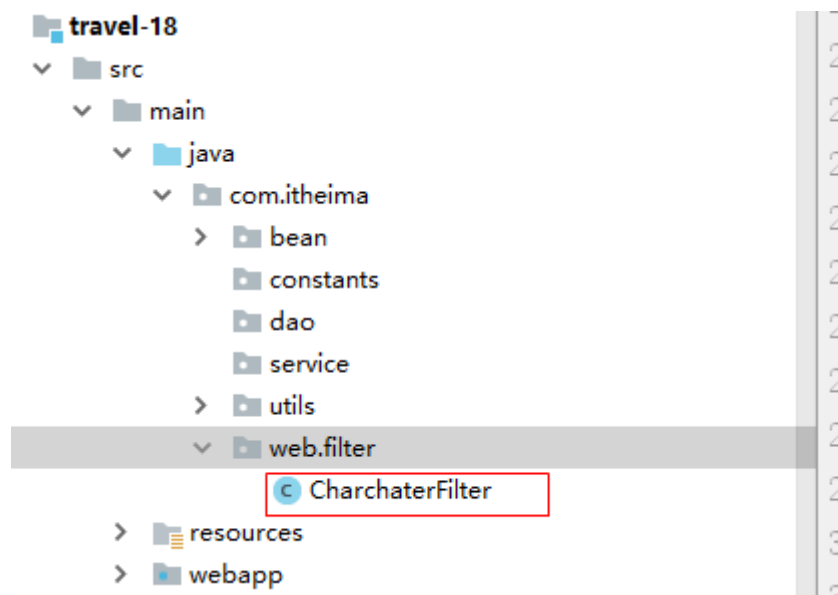 travel-18
src
main
java
com.itheima
bean
constants
dao
service
utils
web.filter
C CharchaterFilter
resources
webapp